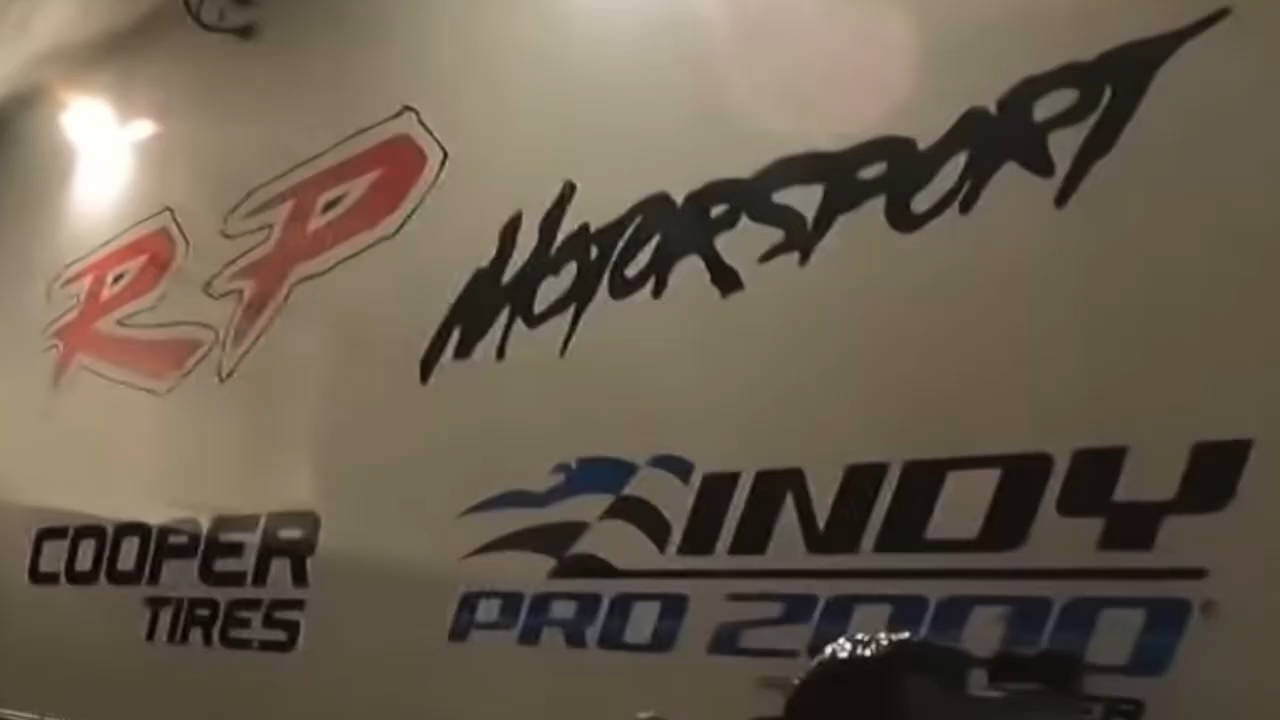 RP MOTORSPORT
COOPER
TIRES
INDY
PRO 2000